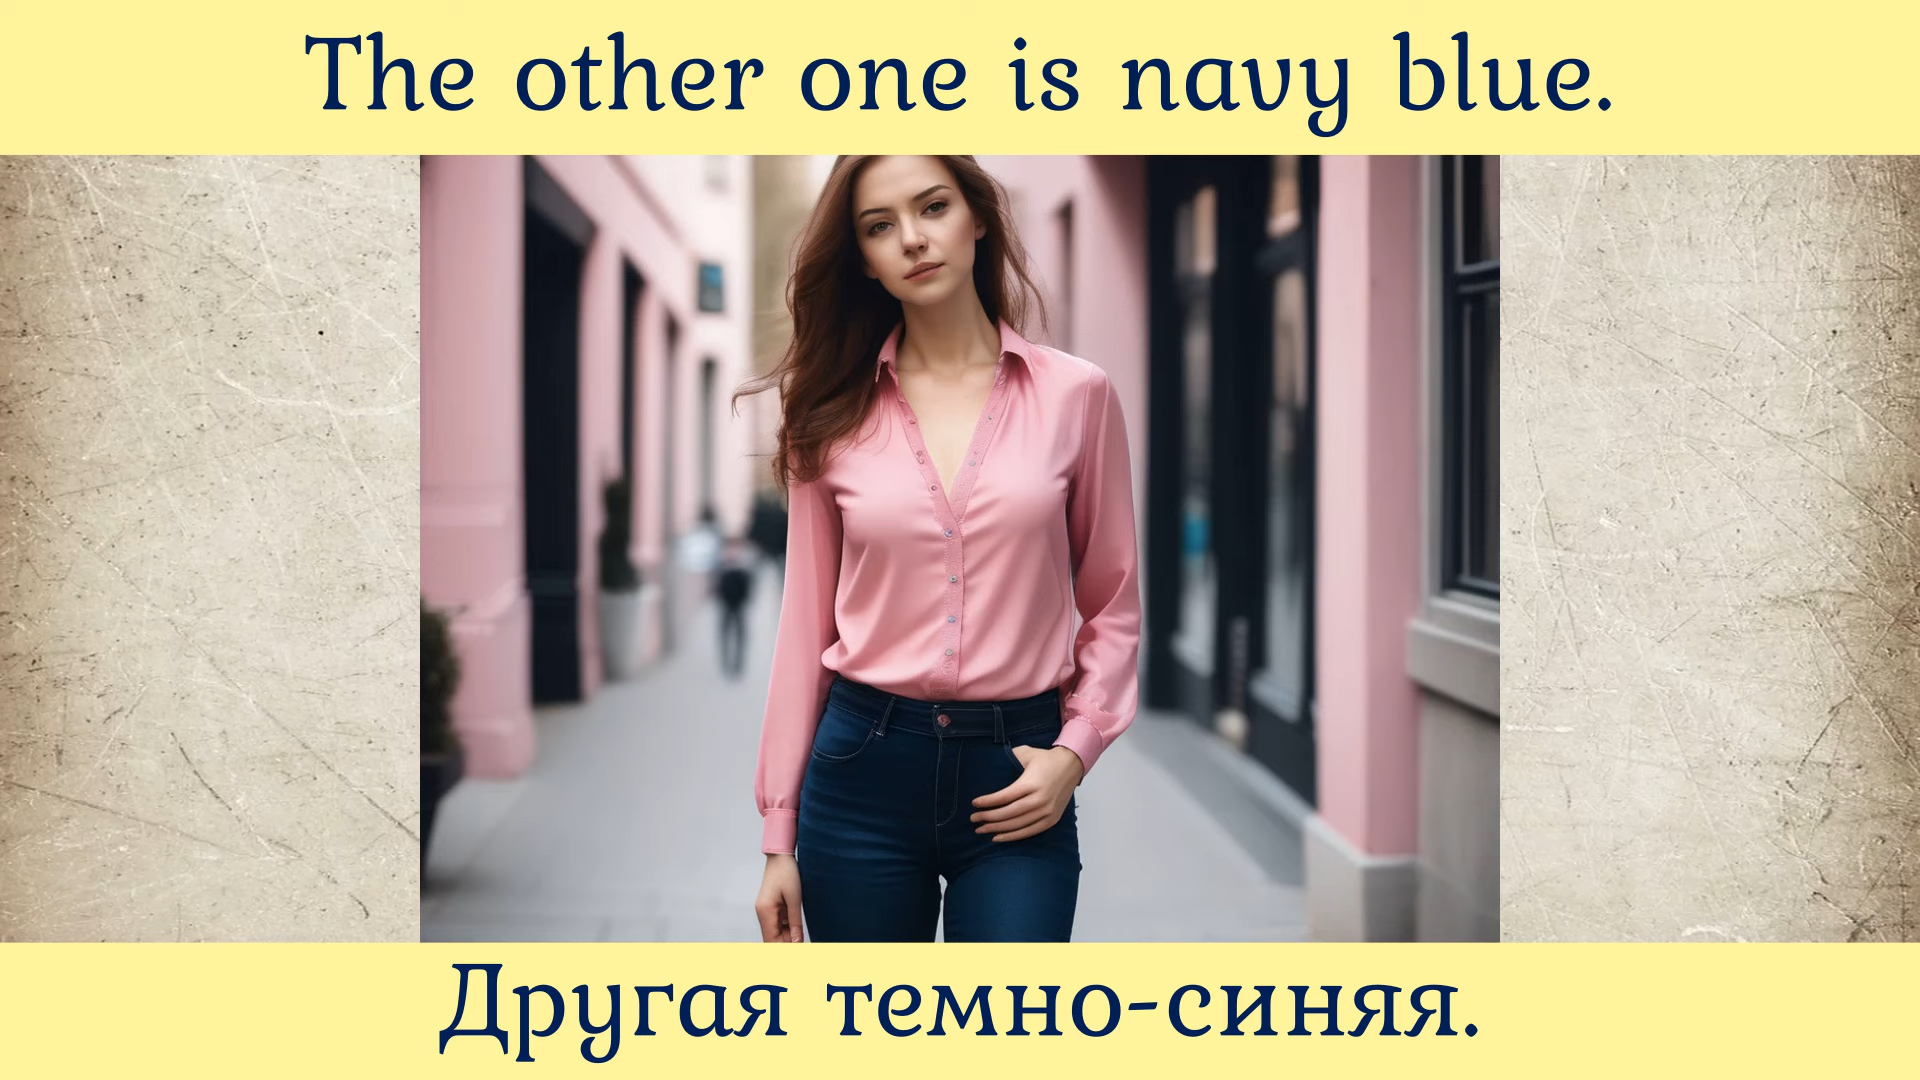 The other one is navy blue.
Другая темно-синяя.